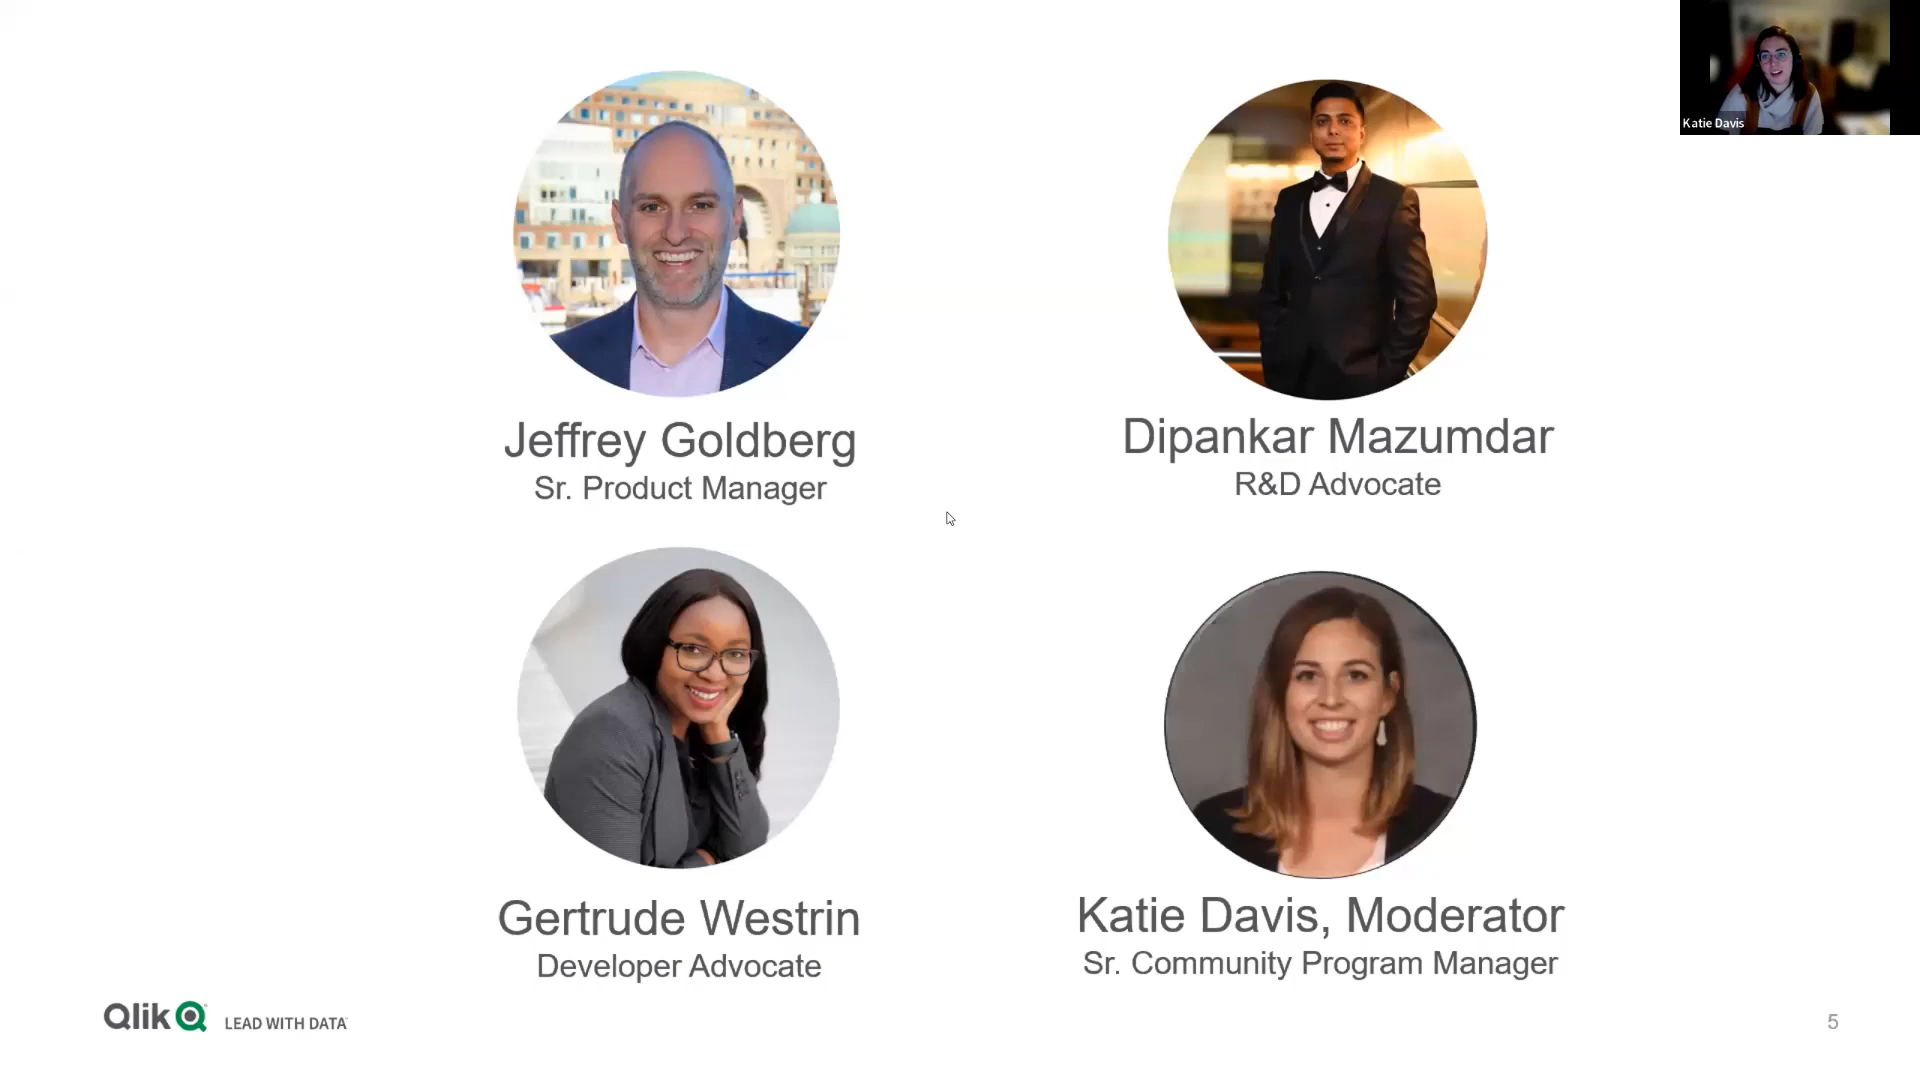 Katie Davis
Jeffrey Goldberg
Sr. Product Manager
Dipankar Mazumdar
R&D Advocate
Gertrude Westrin
Developer Advocate
Katie Davis, Moderator
Sr. Community Program Manager
Qlik LEAD WITH DATA
5